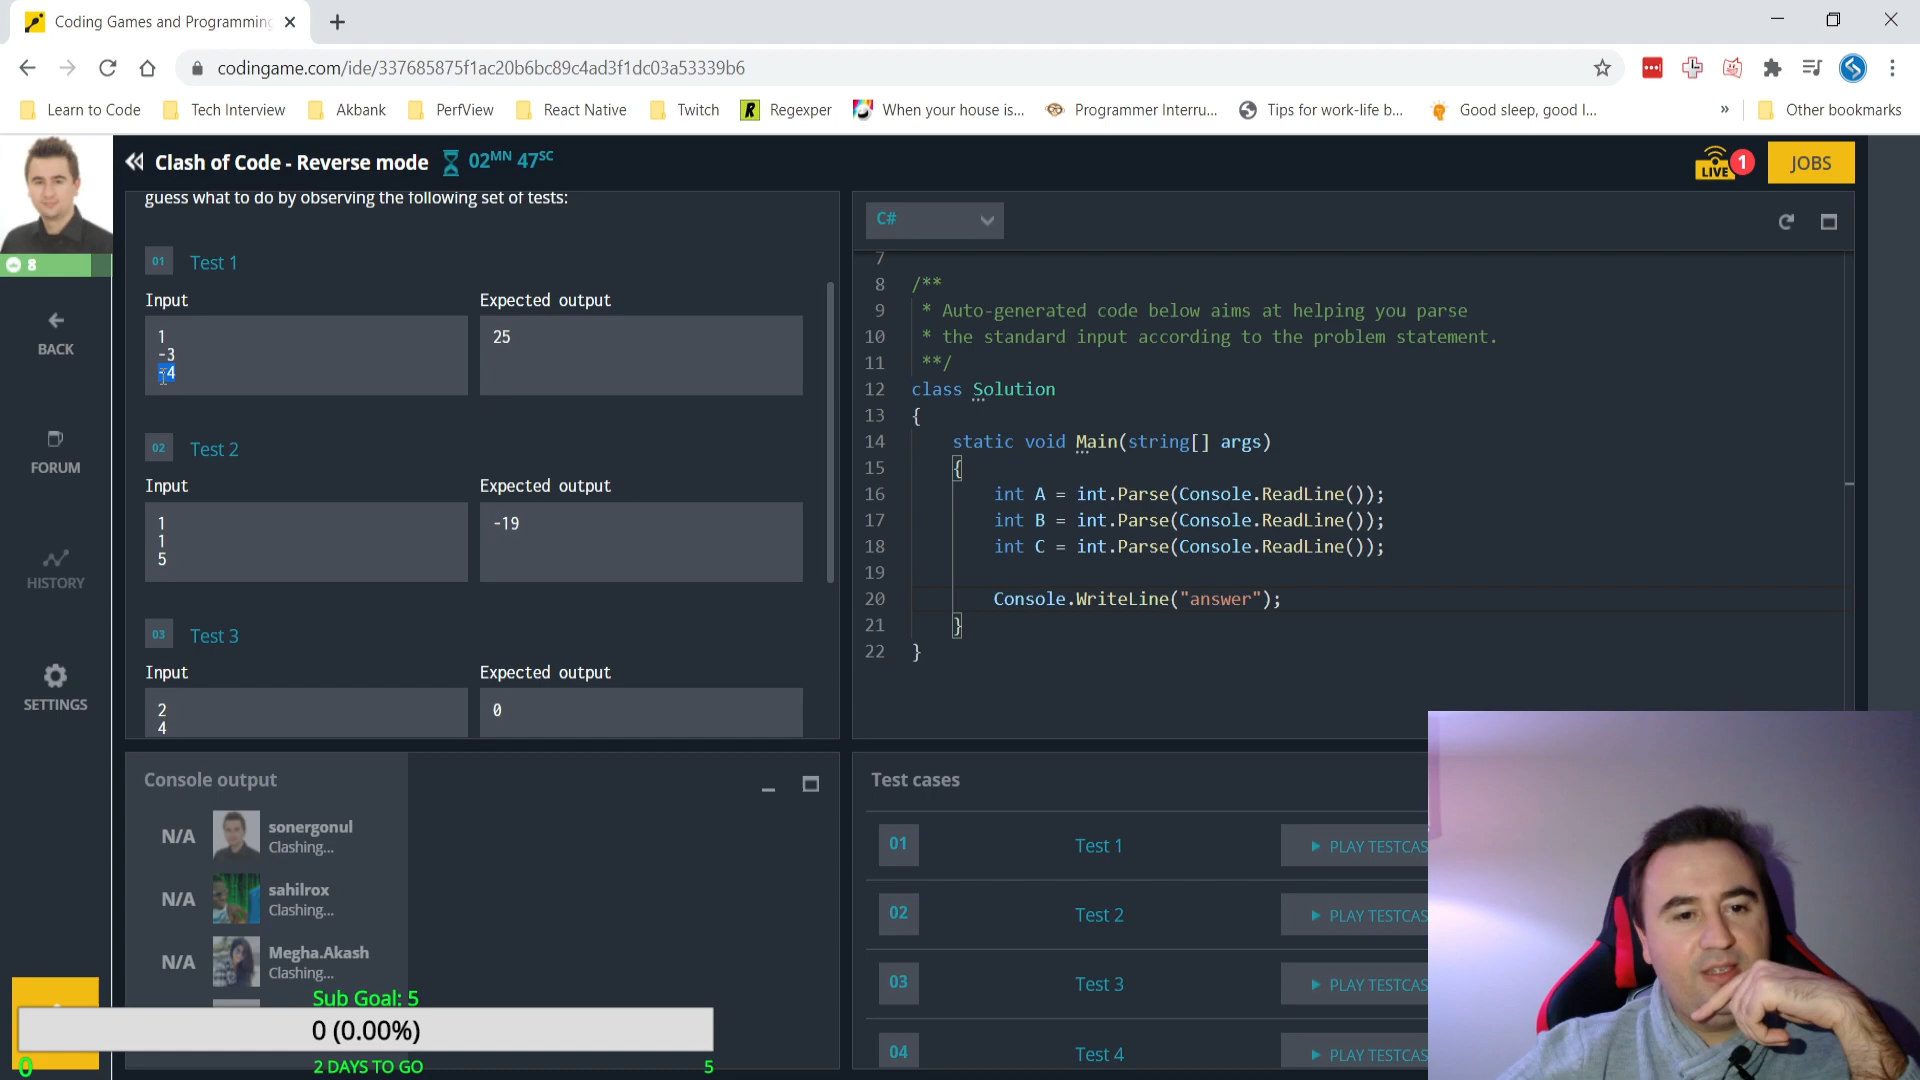 Coding Games and Programming
codingame.com/ide/337685875f1ac20b6bc89c4ad3f1dc03a53339b6
Learn to Code
Tech Interview
Akbank
PerfView
React Native
Twitch
R
Regexper
When your house is...
Programmer Interru...
Tips for work-life b...
Good sleep, good l...
»
Other bookmarks
8
BACK
FORUM
HISTORY
SETTINGS
Clash of Code - Reverse mode
02MN 47SC
LIVE
1
JOBS
guess what to do by observing the following set of tests:
01
Test 1
Input
Expected output
1
-3
-4
25
02
Test 2
Input
Expected output
1
1
5
-19
03
Test 3
Input
Expected output
2
4
0
C#
7
8 /**
9 * Auto-generated code below aims at helping you parse
10 * the standard input according to the problem statement.
11 **/
12 class Solution
13 {
14 static void Main(string[] args)
15 {
16 int A = int.Parse(Console.ReadLine());
17 int B = int.Parse(Console.ReadLine());
18 int C = int.Parse(Console.ReadLine());
19
20 Console.WriteLine("answer");
21 }
22 }
Console output
N/A
sonergonul
Clashing...
N/A
sahilrox
Clashing...
N/A
Megha.Akash
Clashing...
Sub Goal: 5
0 (0.00%)
0
2 DAYS TO GO
5
Test cases
01
Test 1
PLAY TESTCAS
02
Test 2
PLAY TESTCAS
03
Test 3
PLAY TESTCAS
04
Test 4
PLAY TESTCAS